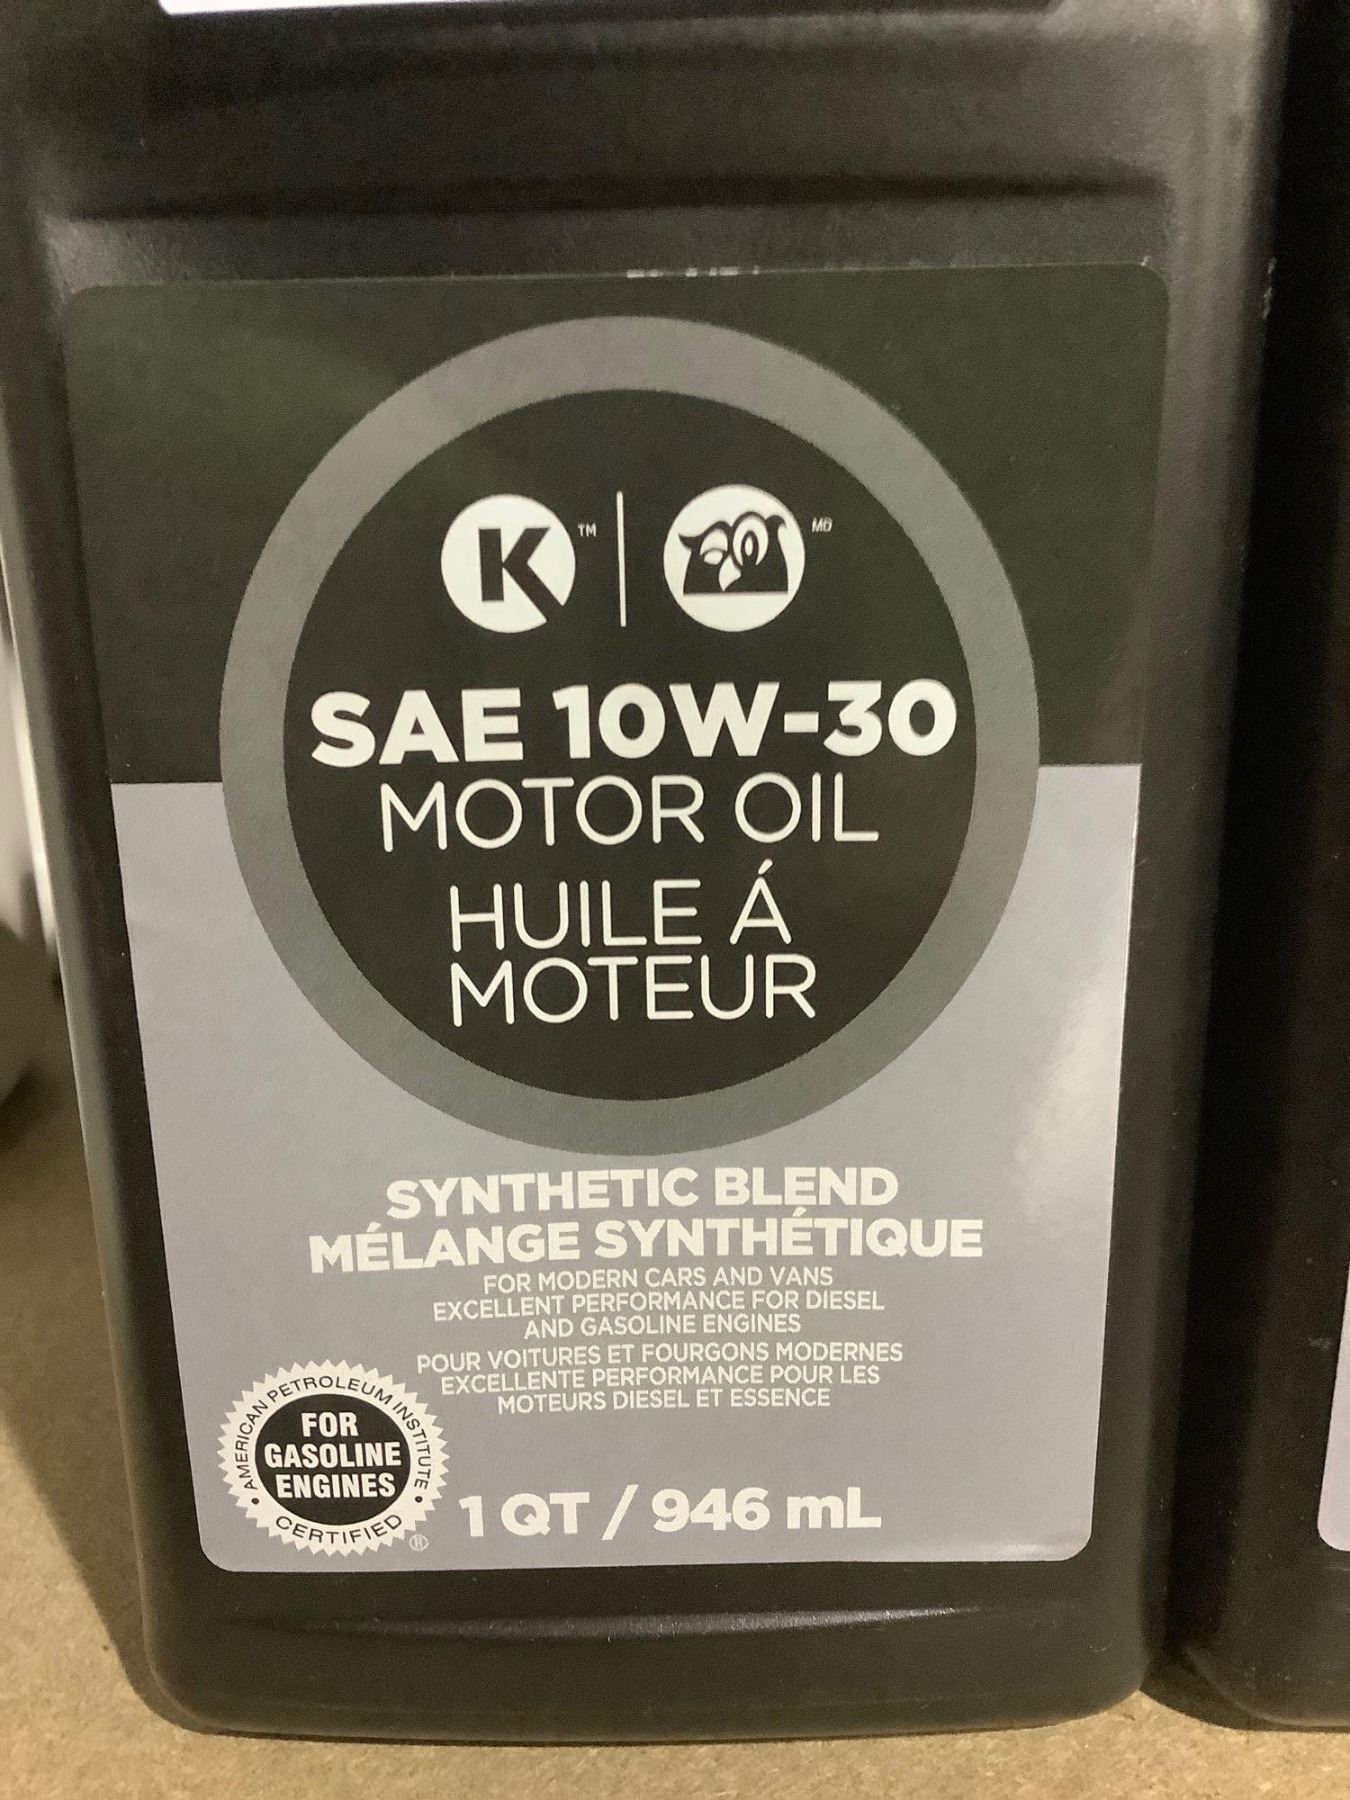 K™ MD
SAE 10W-30
MOTOR OIL
HUILE Á
MOTEUR
SYNTHETIC BLEND
MÉLANGE SYNTHÉTIQUE
FOR MODERN CARS AND VANS
EXCELLENT PERFORMANCE FOR DIESEL
AND GASOLINE ENGINES
POUR VOITURES ET FOURGONS MODERNES
EXCELLENTE PERFORMANCE POUR LES
MOTEURS DIESEL ET ESSENCE
AMERICAN PETROLEUM INSTITUTE
FOR
GASOLINE
ENGINES
CERTIFIED ®
1 QT / 946 mL